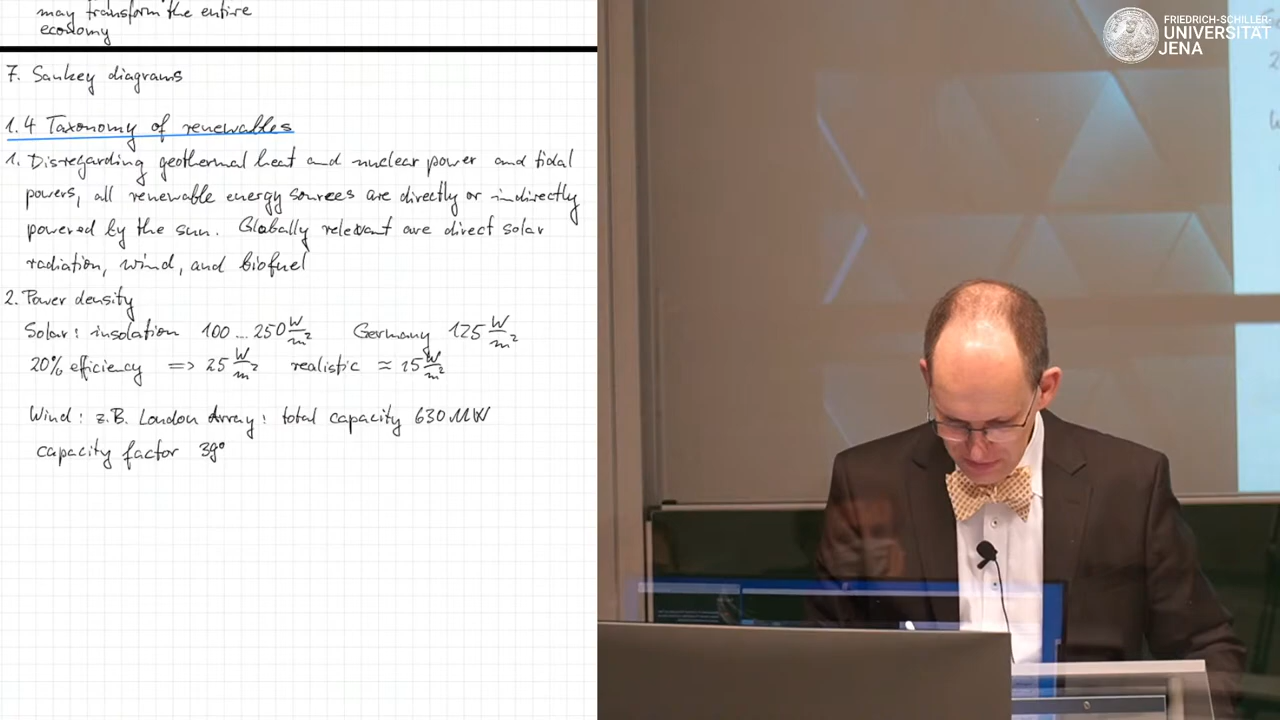 may transform the entire
economy
7. Sankey diagrams
1.4 Taxonomy of renewables
1. Disregarding geothermal heat and nuclear power and tidal
powers, all renewable energy sources are directly or indirectly
powered by the sun. Globally relevant are direct solar
radiation, wind, and biofuel
2. Power density
Solar: insolation 100 ... 250 W/m² Germany 125 W/m²
20% efficiency => 25 W/m² realistic ≈ 15 W/m²
Wind: z.B. London Array: total capacity 630 MW
capacity factor 39°
FRIEDRICH-SCHILLER-
UNIVERSITÄT
JENA